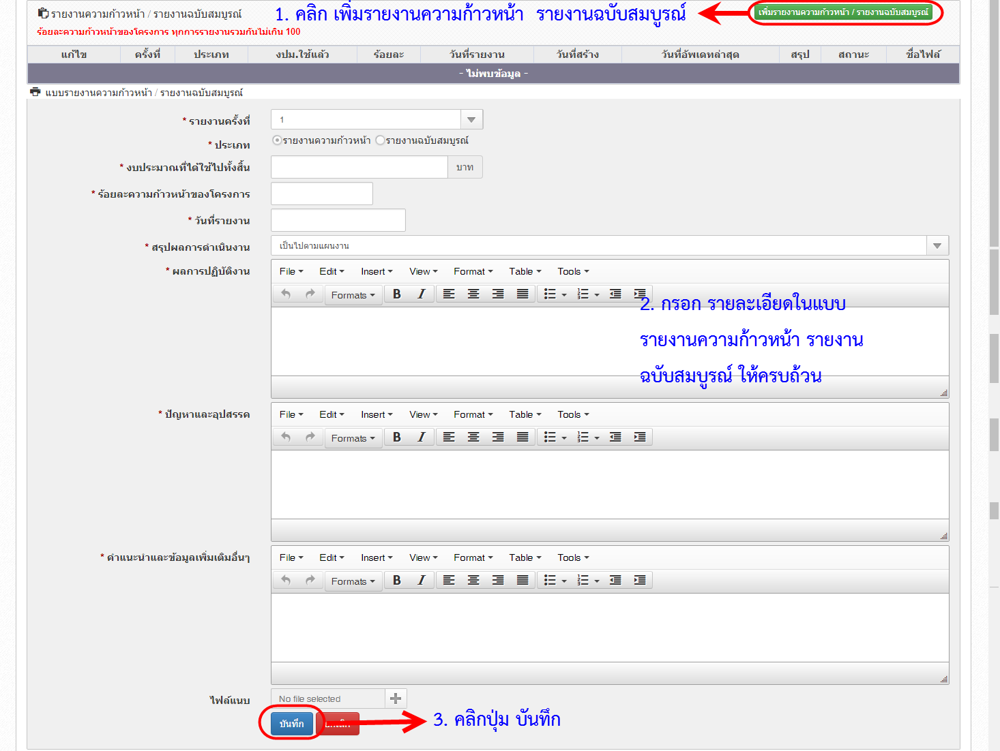 รายงานความก้าวหน้า / รายงานฉบับสมบูรณ์ 1. คลิก เพิ่มรายงานความก้าวหน้า รายงานฉบับสมบูรณ์ เพิ่มรายงานความก้าวหน้า / รายงานฉบับสมบูรณ์
ร้อยละความก้าวหน้าของโครงการ ทุกการรายงานรวมกันไม่เกิน 100
แก้ไข ครั้งที่ ประเภท งปม.ใช้แล้ว ร้อยละ วันที่รายงาน วันที่สร้าง วันที่อัพเดทล่าสุด สรุป สถานะ ชื่อไฟล์
- ไม่พบข้อมูล -
แบบรายงานความก้าวหน้า / รายงานฉบับสมบูรณ์
* รายงานครั้งที่ 1
* ประเภท รายงานความก้าวหน้า รายงานฉบับสมบูรณ์
* งบประมาณที่ได้ใช้ไปทั้งสิ้น บาท
* ร้อยละความก้าวหน้าของโครงการ
* วันที่รายงาน
* สรุปผลการดำเนินงาน เป็นไปตามแผนงาน
* ผลการปฏิบัติงาน File Edit Insert View Format Table Tools
Formats B I
2. กรอก รายละเอียดในแบบ
รายงานความก้าวหน้า รายงาน
ฉบับสมบูรณ์ ให้ครบถ้วน
* ปัญหาและอุปสรรค File Edit Insert View Format Table Tools
Formats B I
* คำแนะนำและข้อมูลเพิ่มเติมอื่นๆ File Edit Insert View Format Table Tools
Formats B I
ไฟล์แนบ No file selected
บันทึก 3. คลิกปุ่ม บันทึก